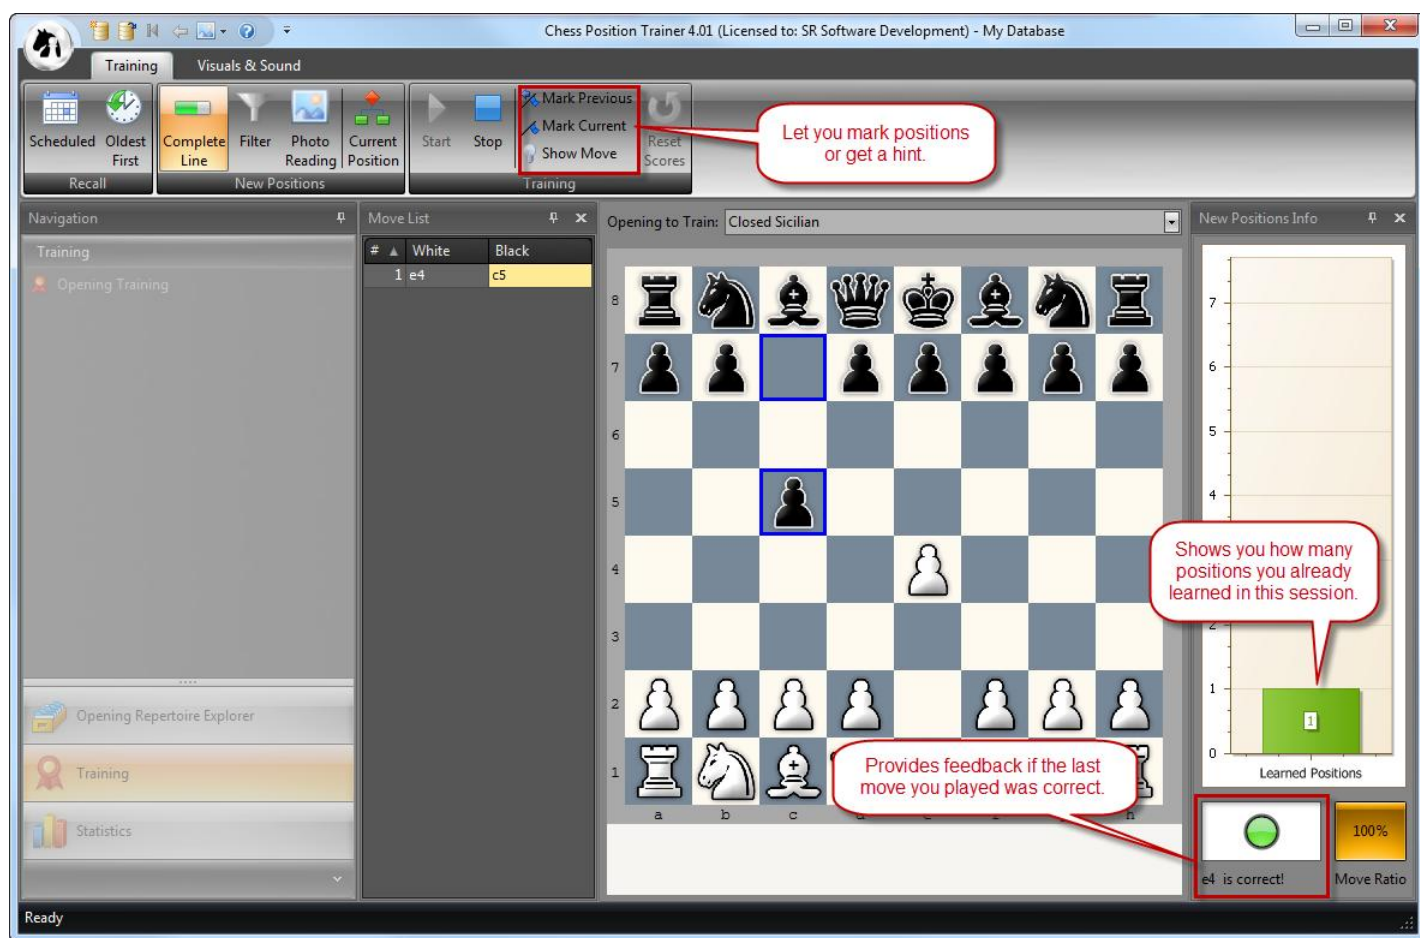 Chess Position Trainer 4.01 (Licensed to: SR Software Development) - My Database
Training
Visuals & Sound
Scheduled
Oldest
First
Complete
Line
Filter
Photo
Reading
Current
Position
Start
Stop
Mark Previous
Mark Current
Show Move
Reset
Scores
Recall
New Positions
Training
Let you mark positions
or get a hint.
Navigation
Training
Opening Training
Opening Repertoire Explorer
Training
Statistics
Move List
# White Black
1 e4 c5
Opening to Train: Closed Sicilian
8
7
6
5
4
3
2
1
a b c
h
New Positions Info
7
6
5
4
2
1
0
1
Learned Positions
Shows you how many
positions you already
learned in this session.
Provides feedback if the last
move you played was correct.
100%
e4 is correct!
Move Ratio
Ready